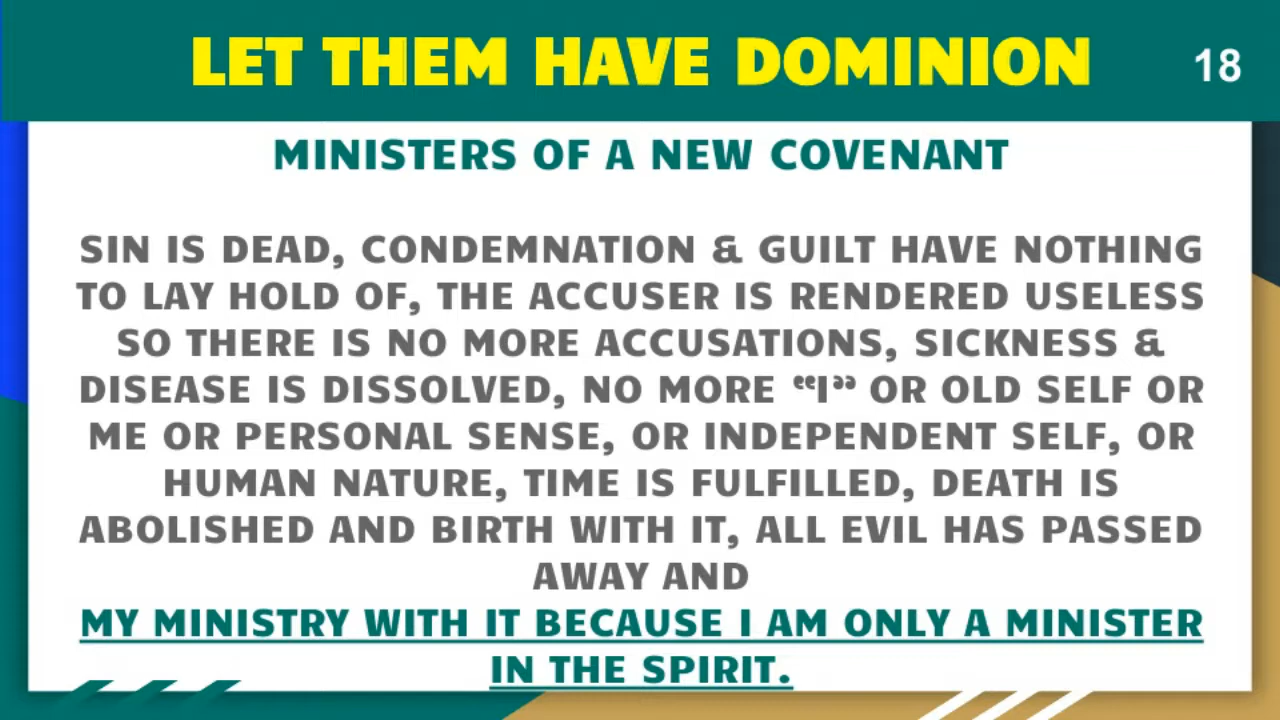 LET THEM HAVE DOMINION
18
MINISTERS OF A NEW COVENANT
SIN IS DEAD, CONDEMNATION & GUILT HAVE NOTHING
TO LAY HOLD OF, THE ACCUSER IS RENDERED USELESS
SO THERE IS NO MORE ACCUSATIONS, SICKNESS &
DISEASE IS DISSOLVED, NO MORE “I” OR OLD SELF OR
ME OR PERSONAL SENSE, OR INDEPENDENT SELF, OR
HUMAN NATURE, TIME IS FULFILLED, DEATH IS
ABOLISHED AND BIRTH WITH IT, ALL EVIL HAS PASSED
AWAY AND
MY MINISTRY WITH IT BECAUSE I AM ONLY A MINISTER
IN THE SPIRIT.